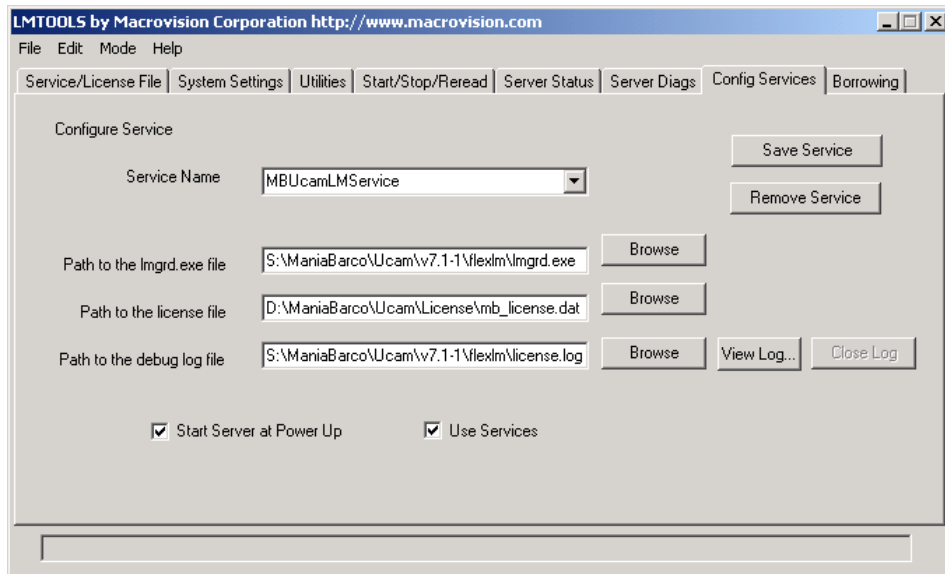 LMTOOLS by Macrovision Corporation http://www.macrovision.com
File Edit Mode Help
Service/License File System Settings Utilities Start/Stop/Reread Server Status Server Diags Config Services Borrowing
Configure Service
Save Service
Service Name MBUcamLMService
Remove Service
Path to the lmgrd.exe file S:\ManiaBarco\Ucam\v7.1-1\flexlm\lmgrd.exe Browse
Path to the license file D:\ManiaBarco\Ucam\License\mb_license.dat Browse
Path to the debug log file S:\ManiaBarco\Ucam\v7.1-1\flexlm\license.log Browse View Log... Close Log
Start Server at Power Up Use Services